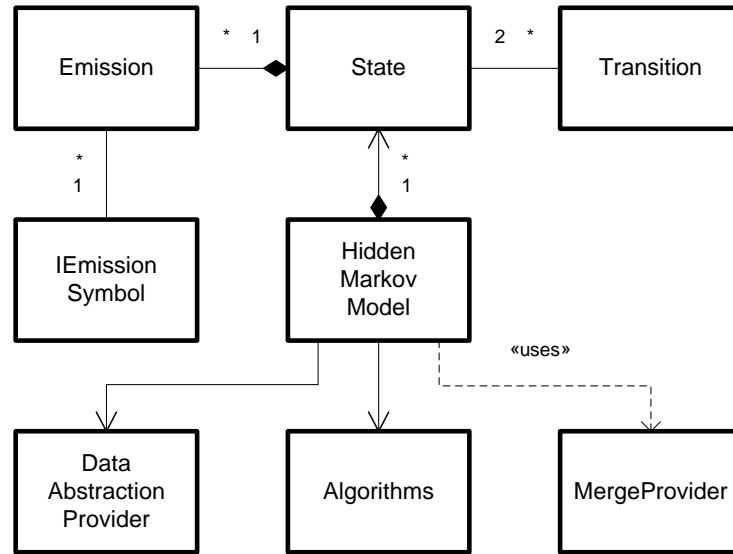 * 1
2 *
Emission
State
Transition
*
1
*
1
IEmission
Symbol
Hidden
Markov
Model
«uses»
Data
Abstraction
Provider
Algorithms
MergeProvider